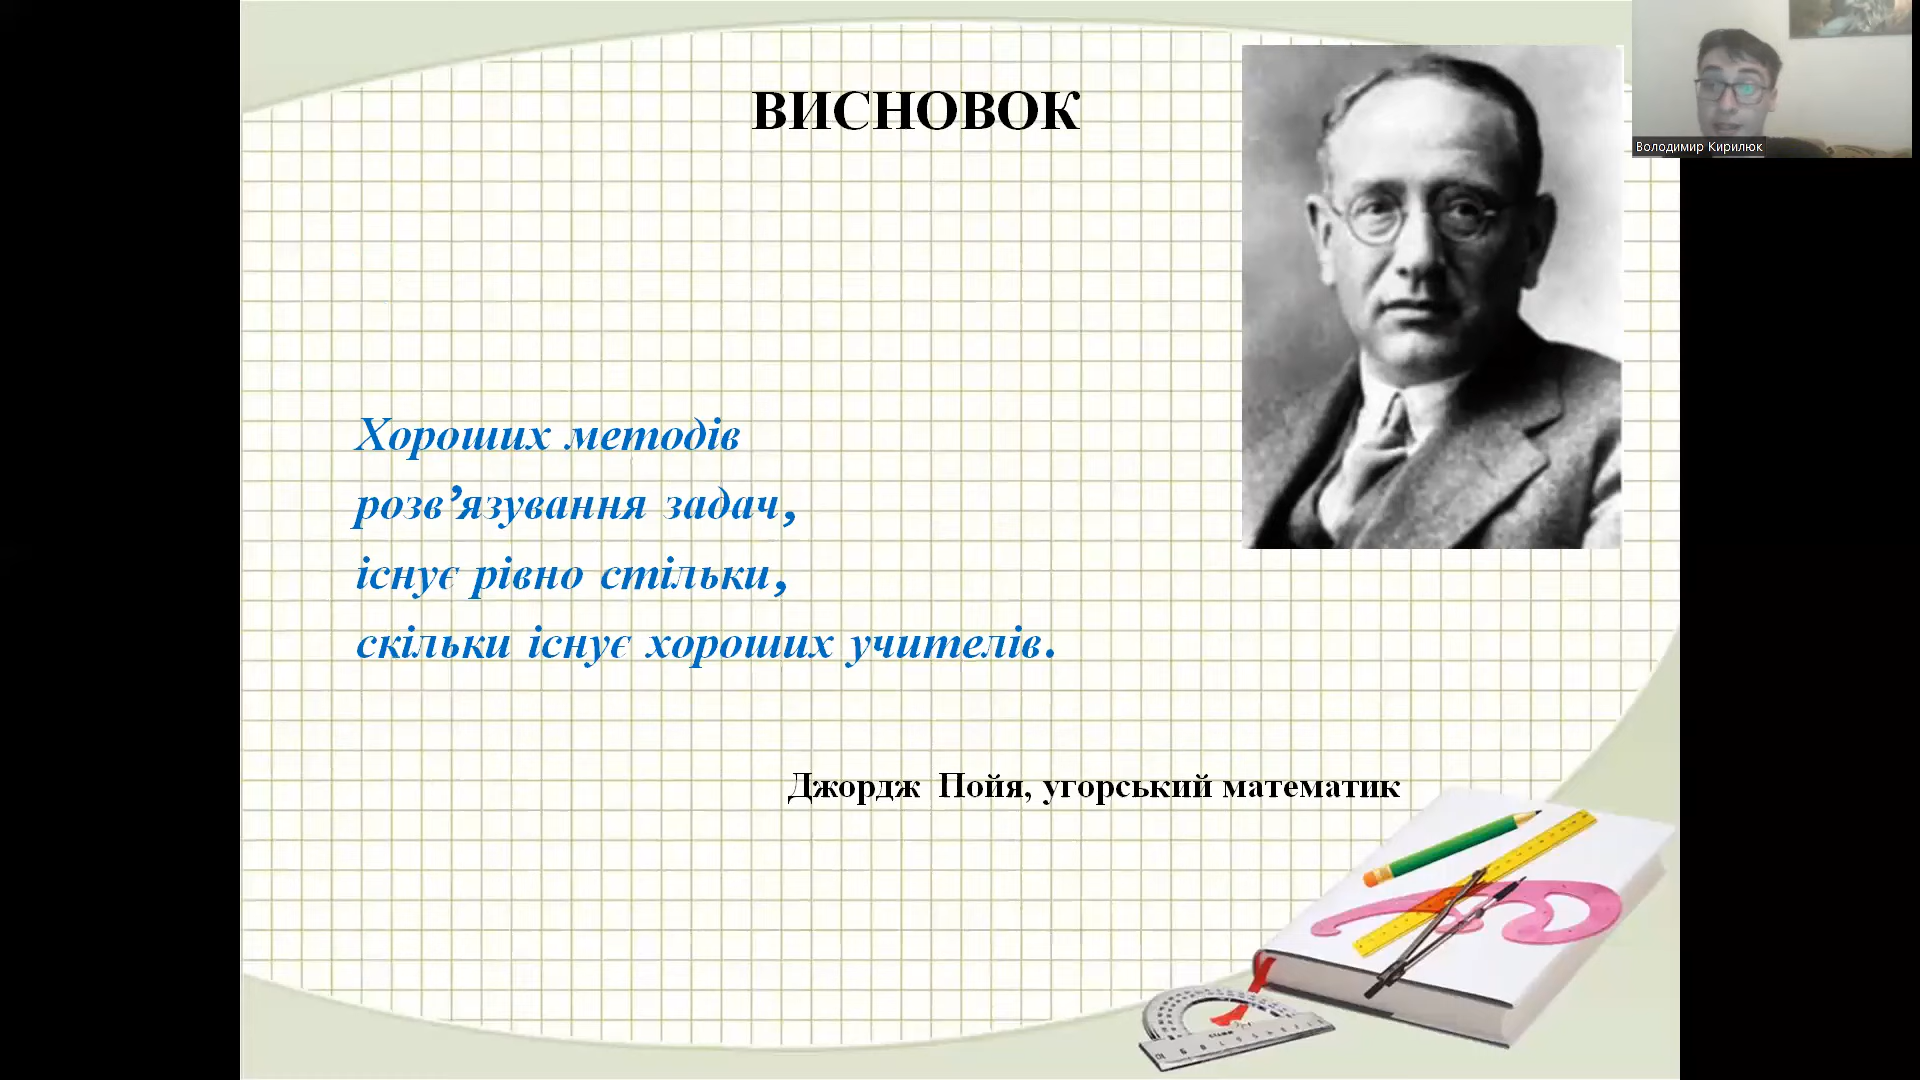 ВИСНОВОК
Володимир Кирилюк
Хороших методів
розв’язування задач,
існує рівно стільки,
скільки існує хороших учителів.
Джордж Пойя, угорський математик